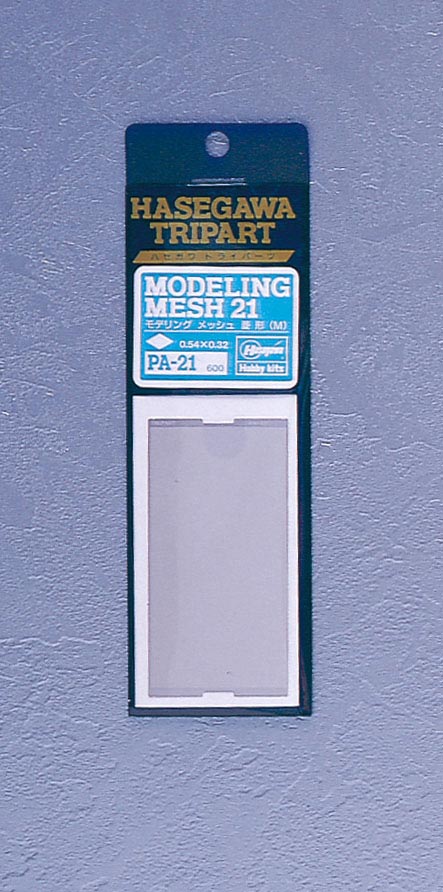 HASEGAWA
TRIPART
ハセガワ トライパーツ
MODELING
MESH 21
モデリング メッシュ 菱形(M)
0.54×0.32
PA-21 600
Hasegawa
Hobby kits